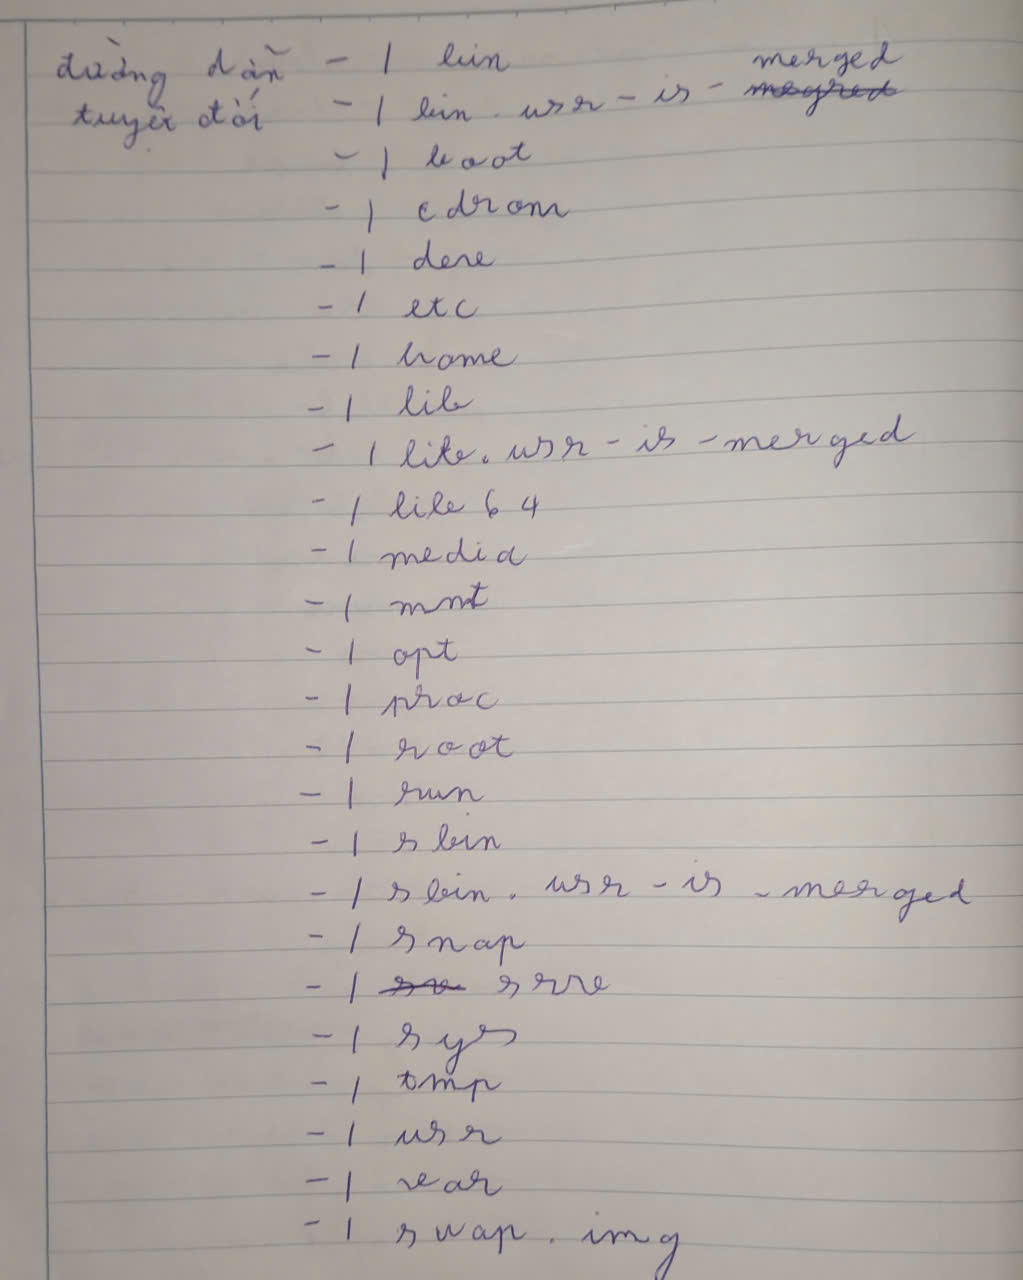 đường dẫn - / bin
tuyệt đối - / bin.usr-is-merged
- / boot
- / cdrom
- / dev
- / etc
- / home
- / lib
- / lib.usr-is-merged
- / lib64
- / media
- / mnt
- / opt
- / proc
- / root
- / run
- / sbin
- / sbin.usr-is-merged
- / snap
- / srv
- / sys
- / tmp
- / usr
- / var
- / swap.img